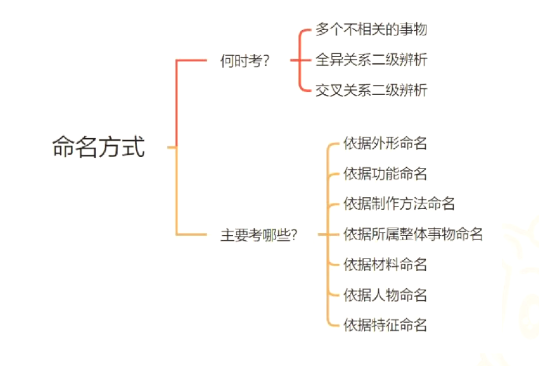 命名方式
何时考?
多个不相关的事物
全异关系二级辨析
交叉关系二级辨析
主要考哪些?
依据外形命名
依据功能命名
依据制作方法命名
依据所属整体事物命名
依据材料命名
依据人物命名
依据特征命名